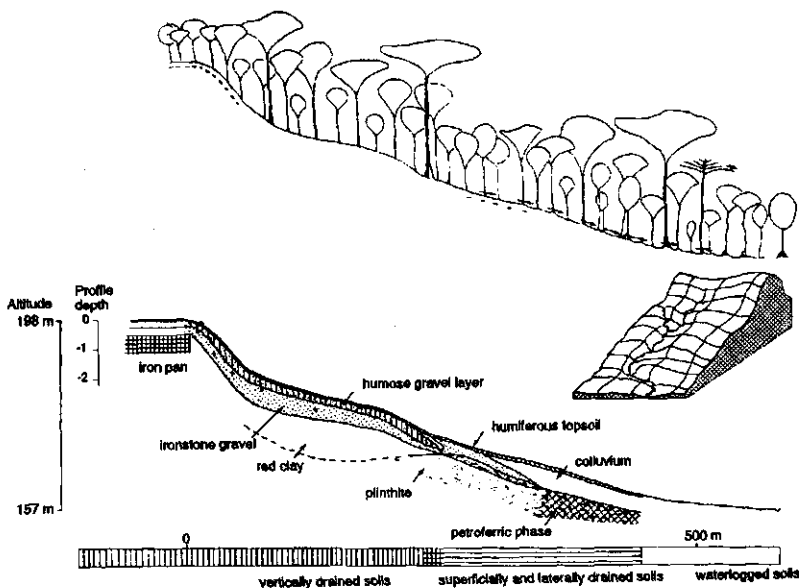 Altitude
198 m
Profile
depth
0
-1
-2
iron pan
humose gravel layer
humiferous topsoil
colluvium
ironstone gravel
red clay
plinthite
157 m
petroferric phase
0
500 m
vertically drained soils
superficially and laterally drained soils
waterlogged soils